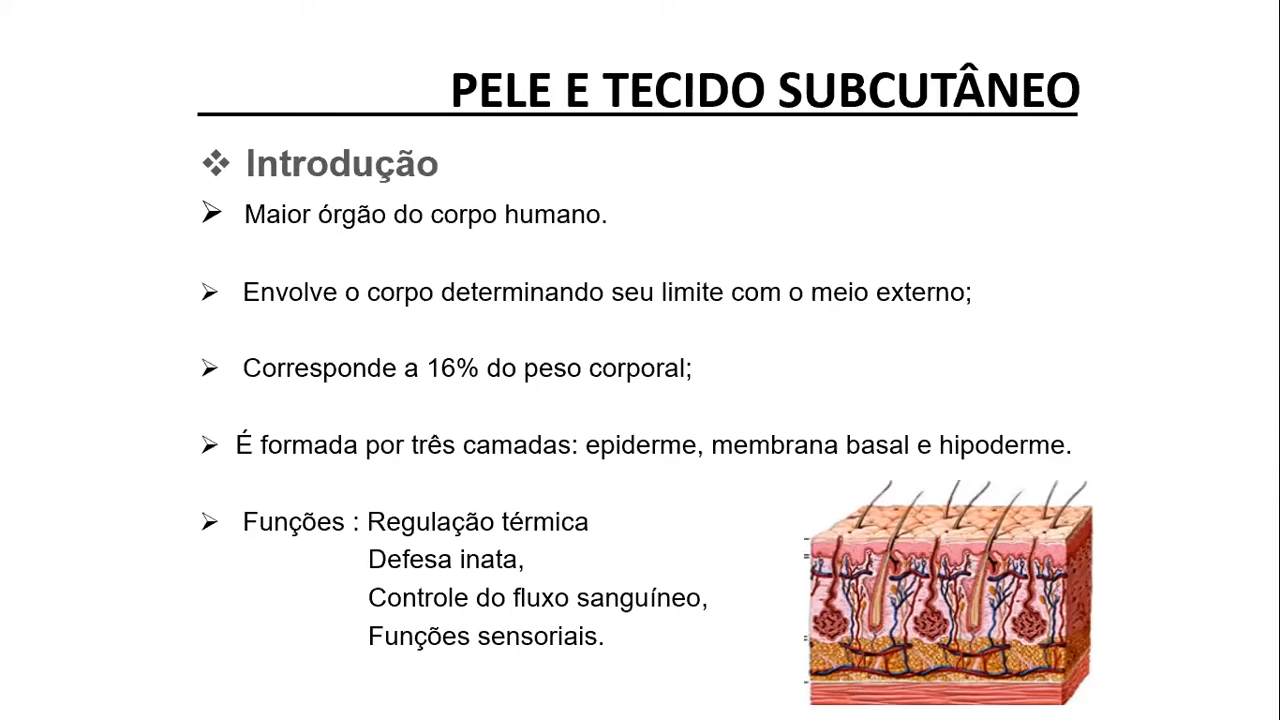 PELE E TECIDO SUBCUTÂNEO
❖ Introdução
➢ Maior órgão do corpo humano.
➢ Envolve o corpo determinando seu limite com o meio externo;
➢ Corresponde a 16% do peso corporal;
➢ É formada por três camadas: epiderme, membrana basal e hipoderme.
➢ Funções : Regulação térmica
Defesa inata,
Controle do fluxo sanguíneo,
Funções sensoriais.